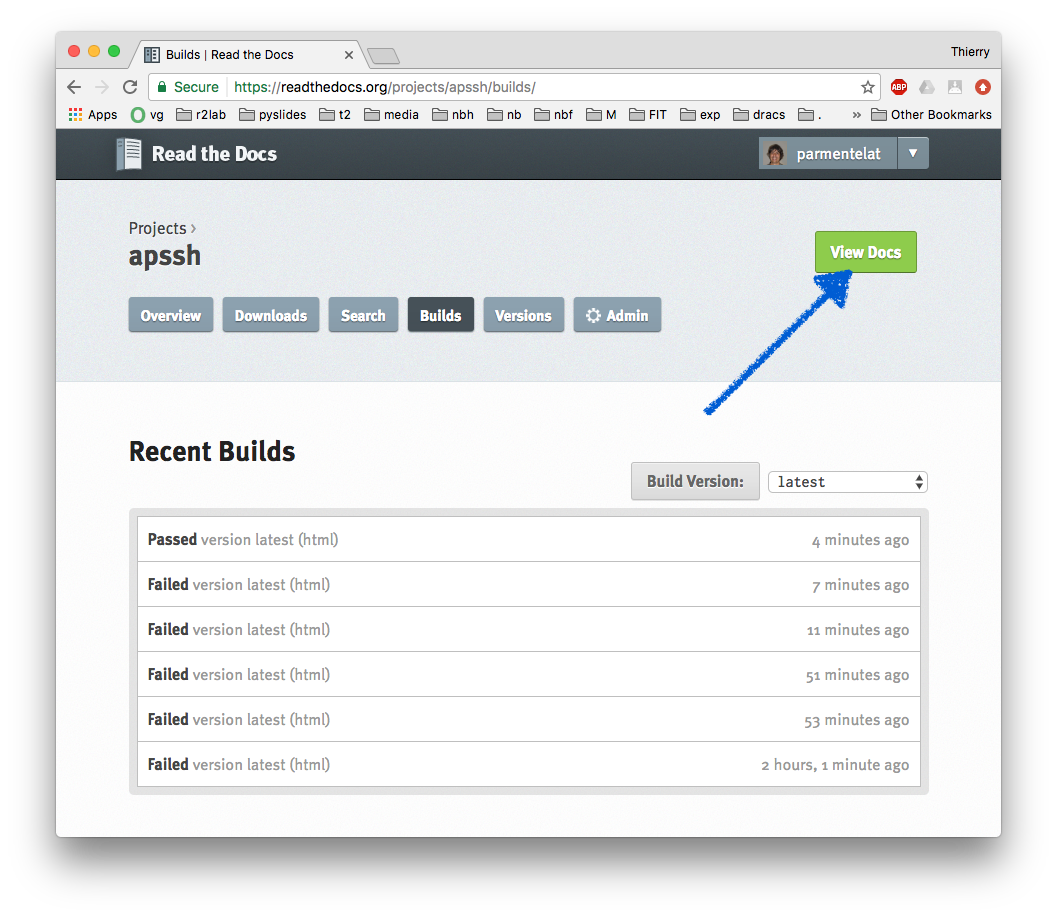 Builds | Read the Docs
Thierry
Secure https://readthedocs.org/projects/apssh/builds/
ABP
Apps vg r2lab pyslides t2 media nbh nb nbf M FIT exp dracs . » Other Bookmarks
Read the Docs
parmentelat
Projects ›
apssh
View Docs
Overview Downloads Search Builds Versions Admin
Recent Builds
Build Version: latest
Passed version latest (html) 4 minutes ago
Failed version latest (html) 7 minutes ago
Failed version latest (html) 11 minutes ago
Failed version latest (html) 51 minutes ago
Failed version latest (html) 53 minutes ago
Failed version latest (html) 2 hours, 1 minute ago